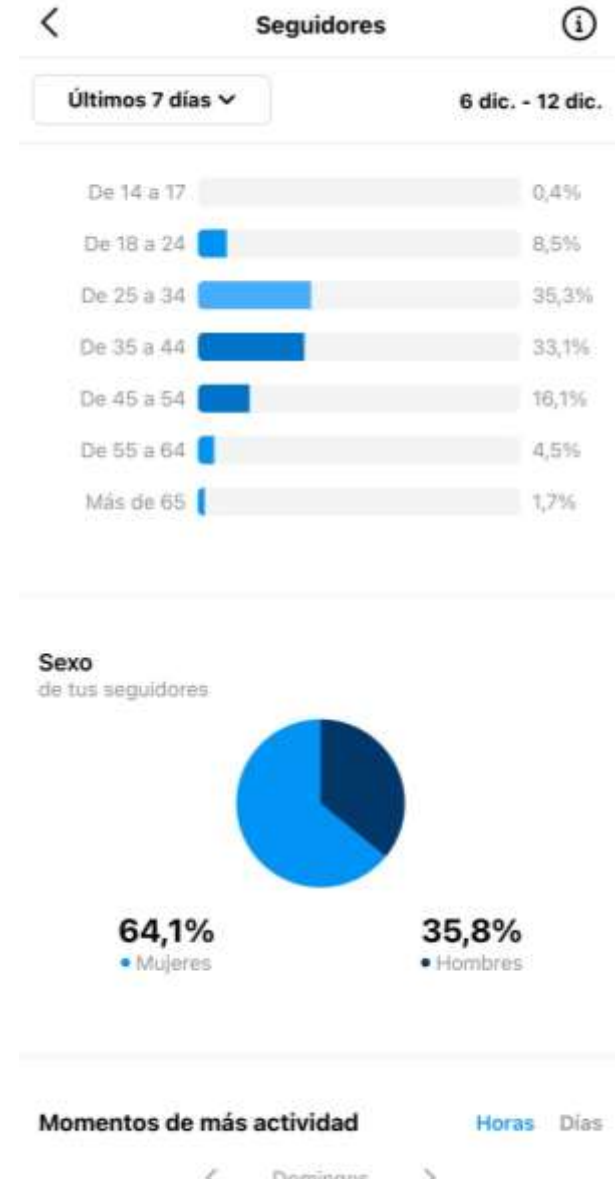 Seguidores
Últimos 7 días
6 dic. - 12 dic.
De 14 a 17 0,4%
De 18 a 24 8,5%
De 25 a 34 35,3%
De 35 a 44 33,1%
De 45 a 54 16,1%
De 55 a 64 4,5%
Más de 65 1,7%
Sexo
de tus seguidores
64,1% 35,8%
Mujeres Hombres
Momentos de más actividad Horas Días
Domingos